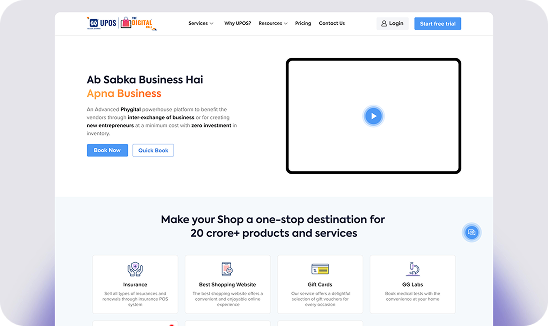 GO UPOS
DIGITAL
Services
Why UPOS?
Resources
Pricing
Contact Us
Login
Start free trial
Ab Sabka Business Hai
Apna Business
An Advanced Phygital powerhouse platform to benefit the
vendors through inter-exchange of business or for creating
new entrepreneurs at a minimum cost with zero investment in
inventory.
Book Now
Quick Book
Make your Shop a one-stop destination for
20 crore+ products and services
Insurance
Sell all types of insurances and
renewals through insurance POS
system
Best Shopping Website
The best shopping website offers a
convenient and enjoyable online
experience
Gift Cards
Our service offers a delightful
selection of gift vouchers for
every occasion.
GG Labs
Book medical tests with the
convenience at your home.